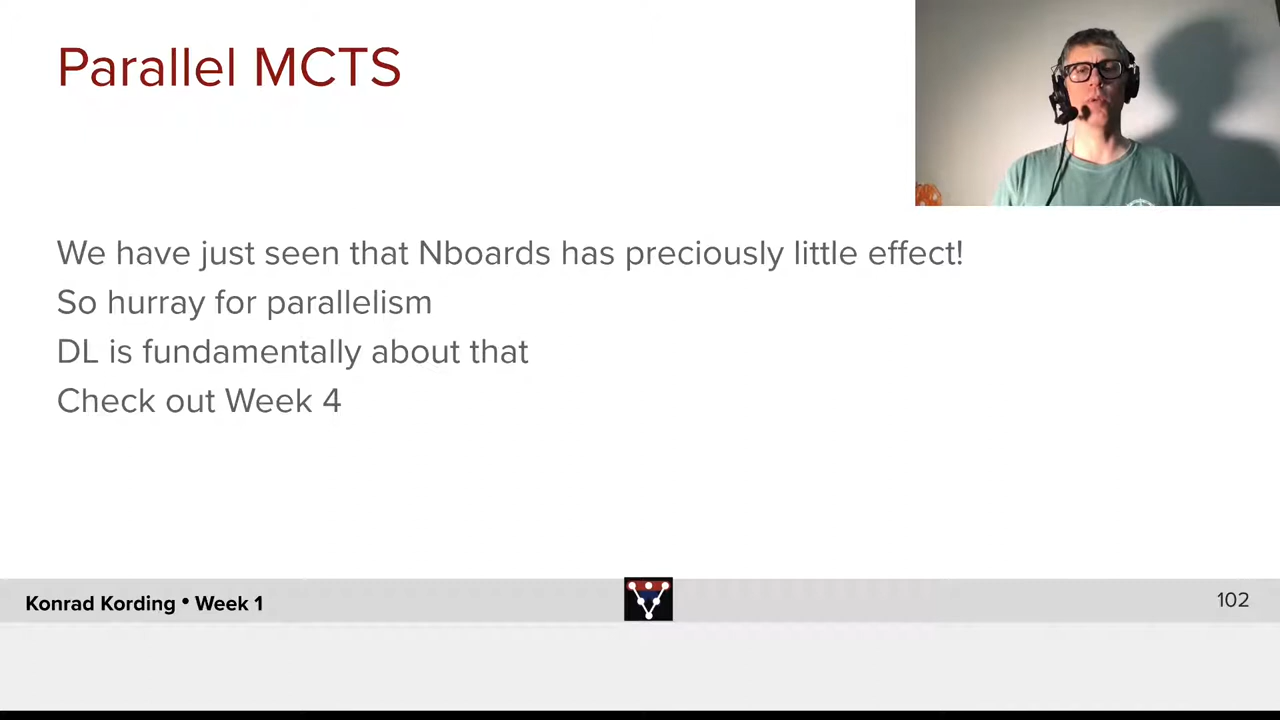 Parallel MCTS
We have just seen that Nboards has preciously little effect!
So hurray for parallelism
DL is fundamentally about that
Check out Week 4
Konrad Kording • Week 1
102